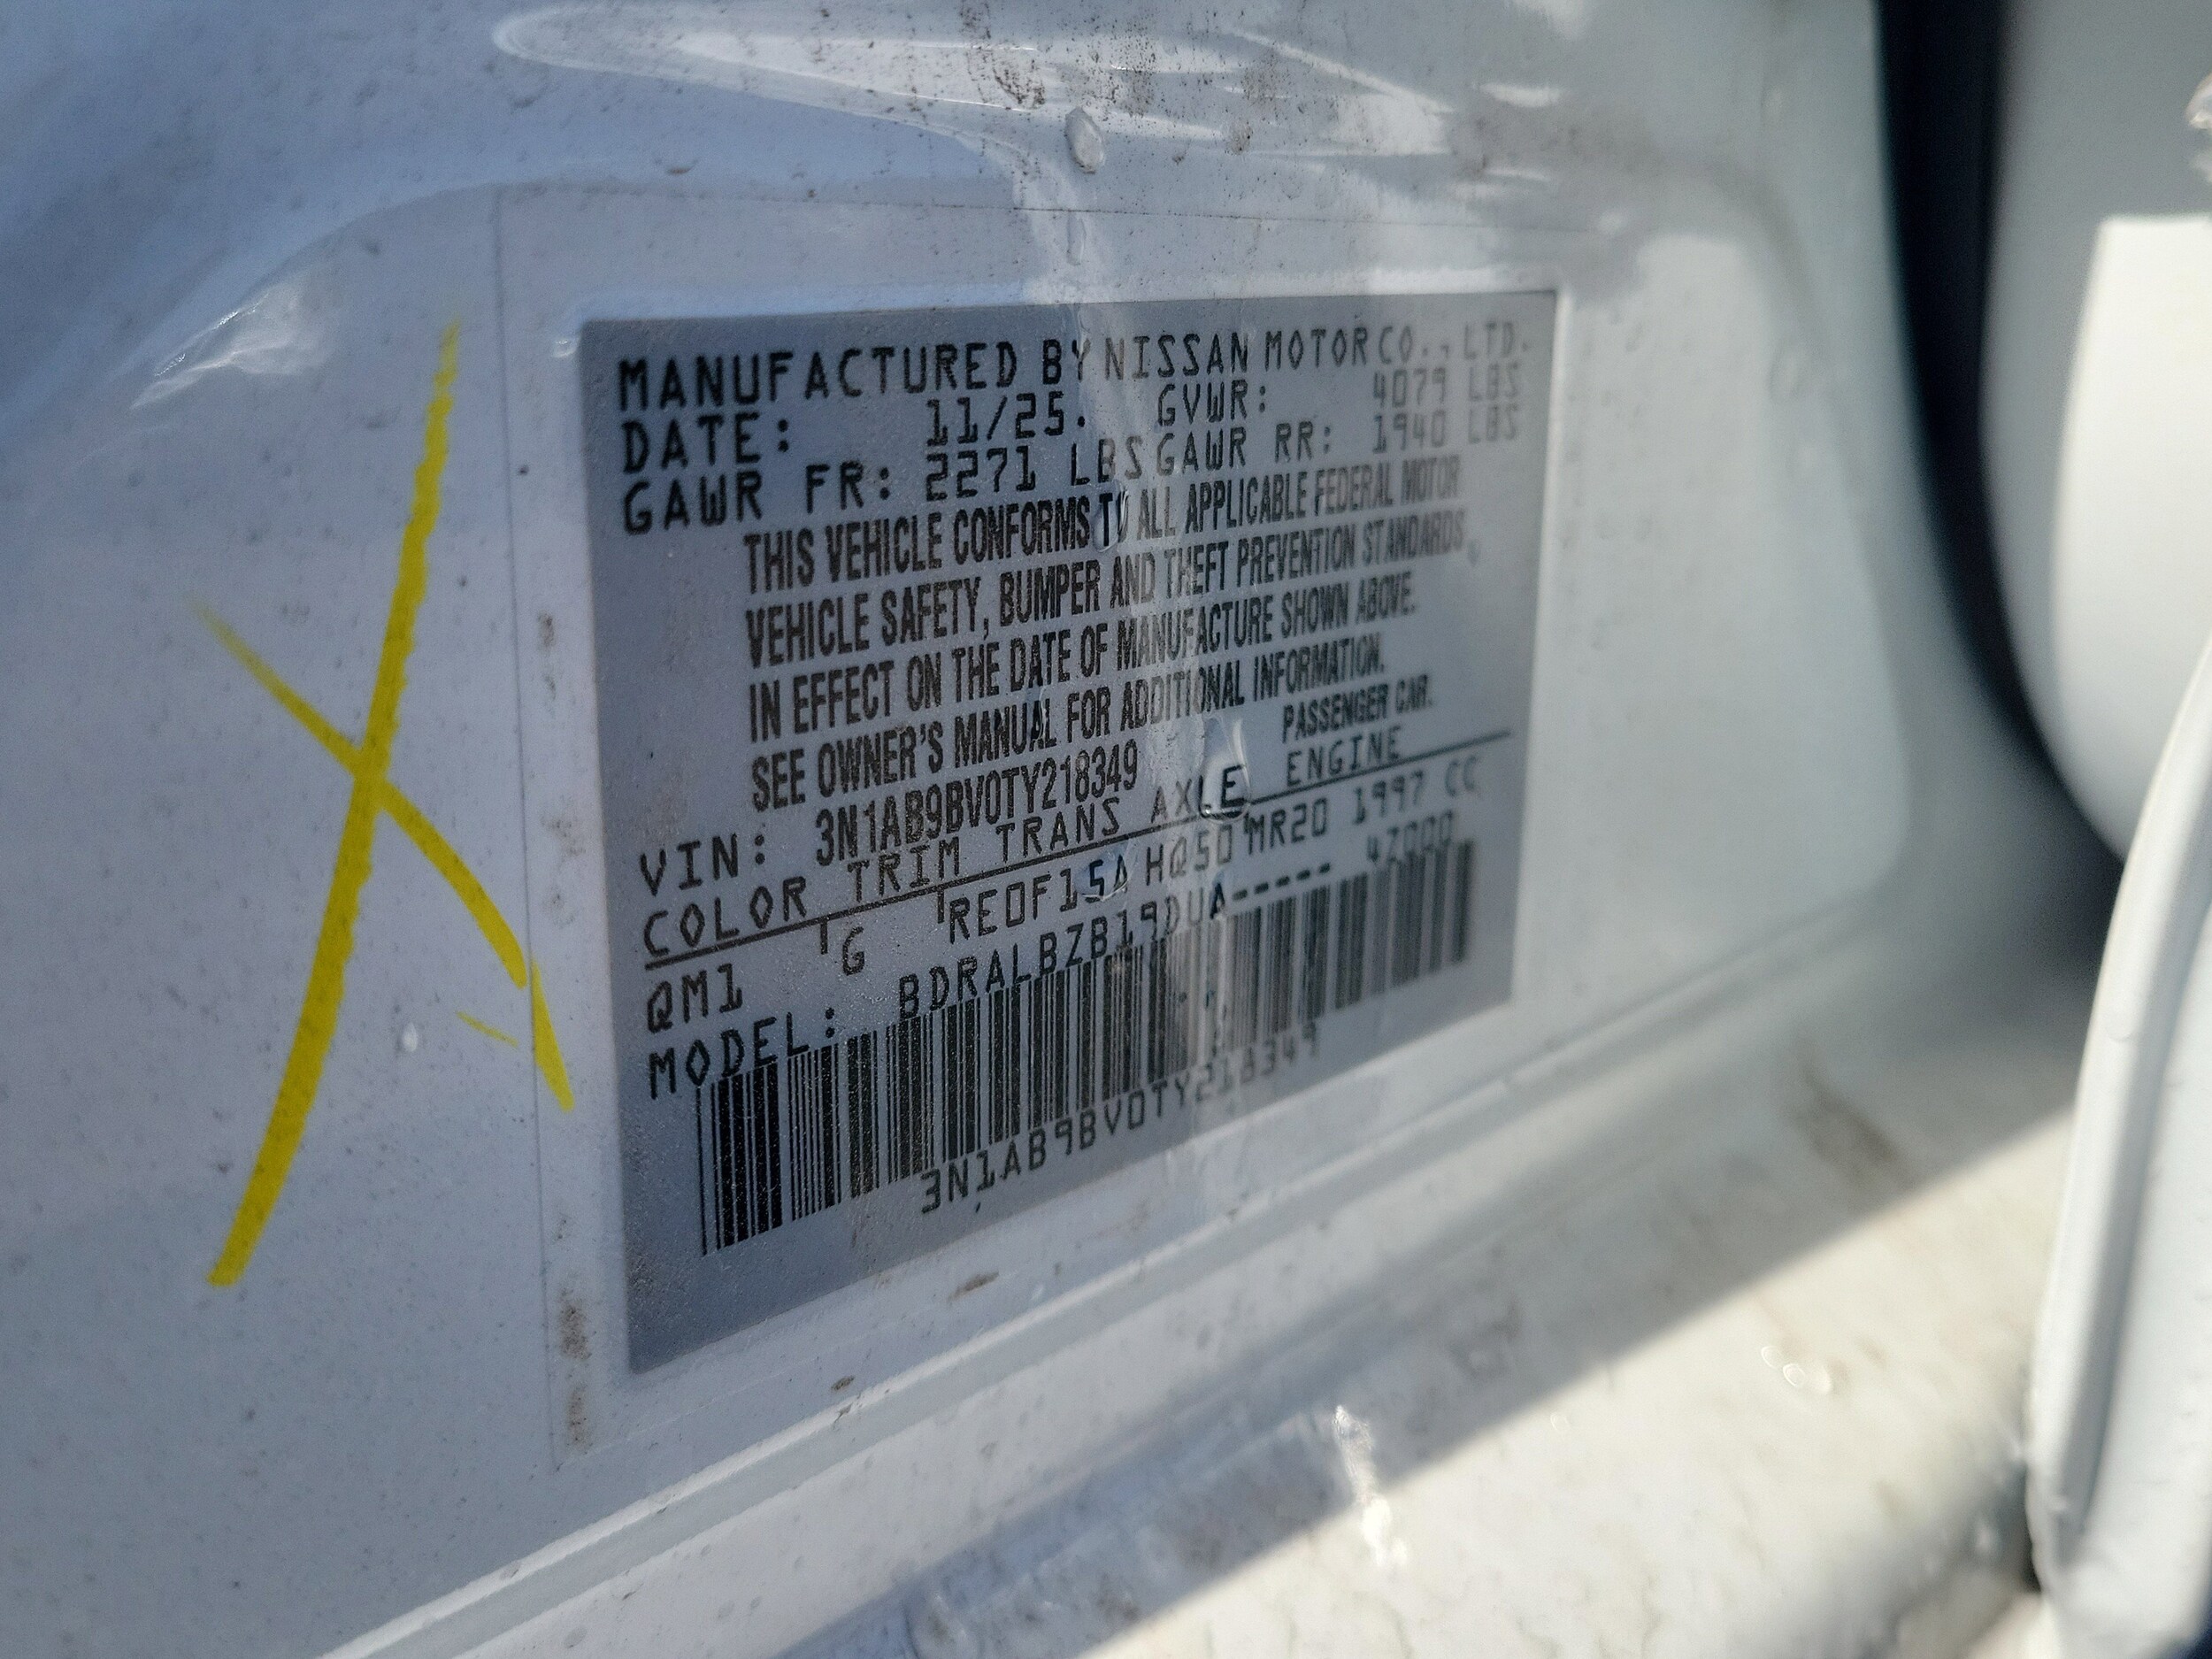 MANUFACTURED BY NISSAN MOTOR CO., LTD.
DATE: 11/25. GVWR: 4079 LBS
GAWR FR: 2271 LBS GAWR RR: 1940 LBS
THIS VEHICLE CONFORMS TO ALL APPLICABLE FEDERAL MOTOR
VEHICLE SAFETY, BUMPER AND THEFT PREVENTION STANDARDS
IN EFFECT ON THE DATE OF MANUFACTURE SHOWN ABOVE.
SEE OWNER'S MANUAL FOR ADDITIONAL INFORMATION.
VIN: 3N1AB9BV0TY218349 PASSENGER CAR.
COLOR TRIM TRANS AXLE ENGINE
QM1 G RE0F15A HQ50 MR20 1997 CC
MODEL: BDRALBZB19DUA----- 4Z000
3N1AB9BV0TY218349